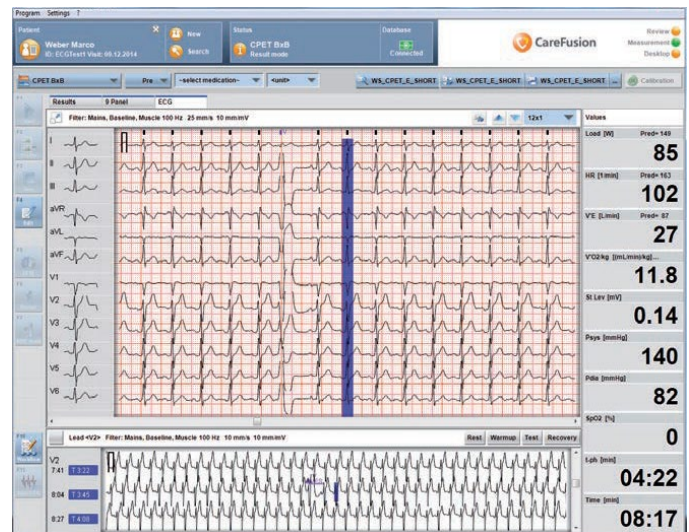 Program Settings ?
Patient
Weber Marco
ID: ECGTest1 Visit: 06.12.2014
New
Search
Status
CPET BxB
Result mode
Database
Connected
CareFusion
Review
Measurement
Desktop
CPET BxB
Pre
-select medication-
<unit>
WS_CPET_E_SHORT
WS_CPET_E_SHORT
WS_CPET_E_SHORT
...
Calibration
Results
9 Panel
ECG
Filter: Mains, Baseline, Muscle 100 Hz 25 mm/s 10 mm/mV
12x1
Values
I
II
III
aVR
aVL
aVF
V1
V2
V3
V4
V5
V6
Load [W] Pred= 149
85
HR [1/min] Pred= 163
102
V'E [L/min] Pred= 87
27
V'O2/kg [(mL/min)/kg]...
11.8
St Lev [mV]
0.14
Psys [mmHg]
140
Pdia [mmHg]
82
SpO2 [%]
0
t-ph [min]
04:22
Time [min]
08:17
Lead <V2> Filter: Mains, Baseline, Muscle 100 Hz 10 mm/s 10 mm/mV
Rest
Warmup
Test
Recovery
V2
7:41 T 3:22
8:04 T 3:45
8:27 T 4:08